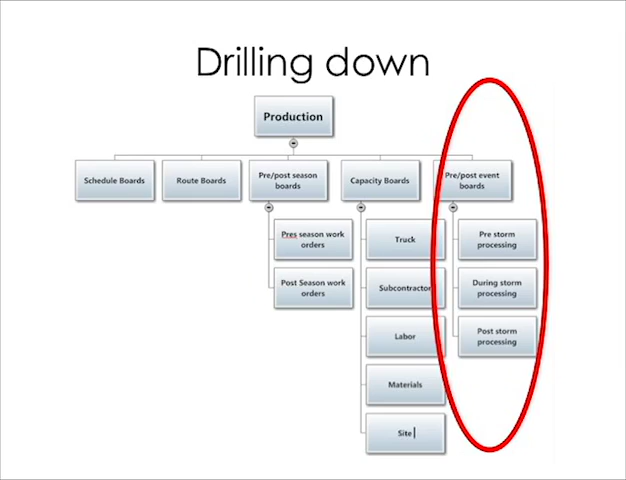 Drilling down
Production
Schedule Boards
Route Boards
Pre/post season
boards
Capacity Boards
Pre/post event
boards
Pres season work
orders
Post Season work
orders
Truck
Subcontractor
Labor
Materials
Site
Pre storm
processing
During storm
processing
Post storm
processing